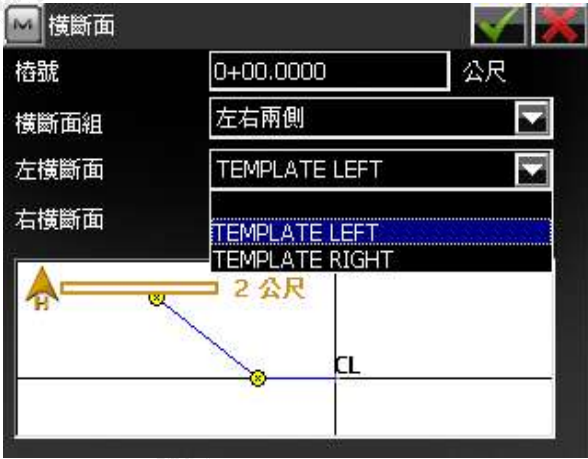 橫斷面
樁號 0+00.0000 公尺
橫斷面組 左右兩側
左橫斷面 TEMPLATE LEFT
右橫斷面
TEMPLATE LEFT
TEMPLATE RIGHT
H 2 公尺
CL